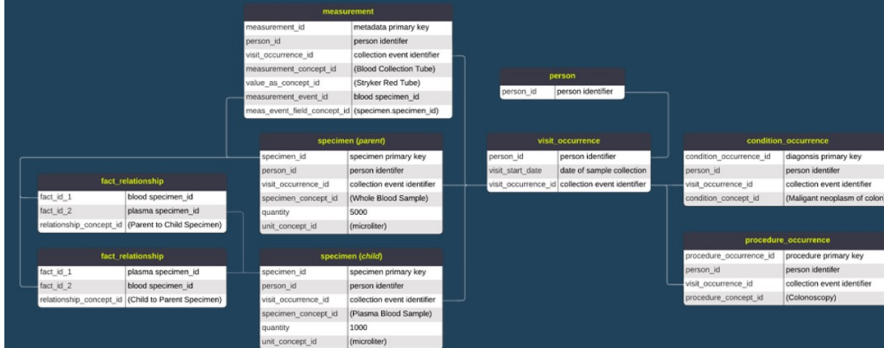 measurement
measurement_id metadata primary key
person_id person identifer
visit_occurrence_id collection event identifier
measurement_concept_id (Blood Collection Tube)
value_as_concept_id (Stryker Red Tube)
measurement_event_id blood specimen_id
meas_event_field_concept_id (specimen.specimen_id)
person
person_id person identifier
specimen (parent)
specimen_id specimen primary key
person_id person identifer
visit_occurrence_id collection event identifier
specimen_concept_id (Whole Blood Sample)
quantity 5000
unit_concept_id (microliter)
visit_occurrence
person_id person identifier
visit_start_date date of sample collection
visit_occurrence_id collection event identifier
condition_occurrence
condition_occurrence_id diagonsis primary key
person_id person identifer
visit_occurrence_id collection event identifier
condition_concept_id (Maligant neoplasm of colon)
fact_relationship
fact_id_1 blood specimen_id
fact_id_2 plasma specimen_id
relationship_concept_id (Parent to Child Specimen)
procedure_occurrence
procedure_occurrence_id procedure primary key
person_id person identifer
visit_occurrence_id collection event identifier
procedure_concept_id (Colonoscopy)
fact_relationship
fact_id_1 plasma specimen_id
fact_id_2 blood specimen_id
relationship_concept_id (Child to Parent Specimen)
specimen (child)
specimen_id specimen primary key
person_id person identifer
visit_occurrence_id collection event identifier
specimen_concept_id (Plasma Blood Sample)
quantity 1000
unit_concept_id (microliter)